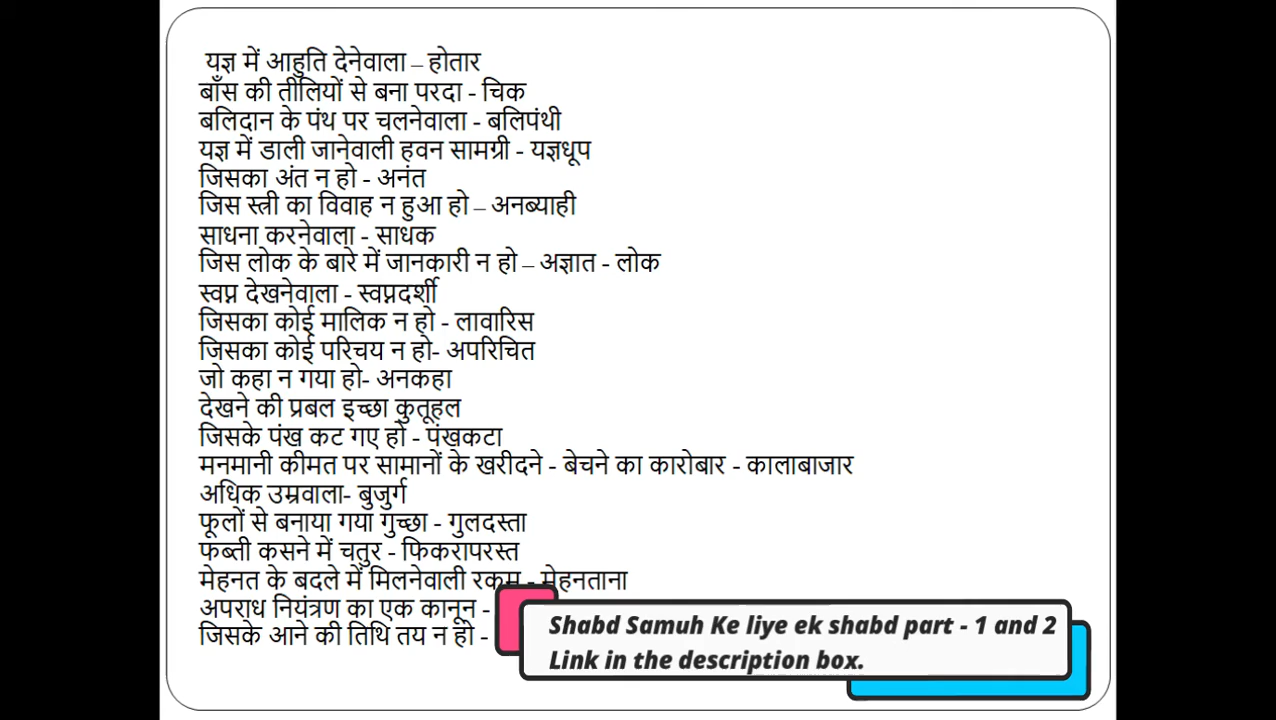 यज्ञ में आहुति देनेवाला – होतार
बाँस की तीलियों से बना परदा - चिक
बलिदान के पंथ पर चलनेवाला - बलिपंथी
यज्ञ में डाली जानेवाली हवन सामग्री - यज्ञधूप
जिसका अंत न हो - अनंत
जिस स्त्री का विवाह न हुआ हो – अनब्याही
साधना करनेवाला - साधक
जिस लोक के बारे में जानकारी न हो – अज्ञात - लोक
स्वप्न देखनेवाला - स्वप्नदर्शी
जिसका कोई मालिक न हो - लावारिस
जिसका कोई परिचय न हो- अपरिचित
जो कहा न गया हो- अनकहा
देखने की प्रबल इच्छा कुतूहल
जिसके पंख कट गए हो - पंखकटा
मनमानी कीमत पर सामानों के खरीदने - बेचने का कारोबार - कालाबाजार
अधिक उम्रवाला- बुजुर्ग
फूलों से बनाया गया गुच्छा - गुलदस्ता
फब्ती कसने में चतुर - फिकरापरस्त
मेहनत के बदले में मिलनेवाली रकम - मेहनताना
अपराध नियंत्रण का एक कानून -
जिसके आने की तिथि तय न हो -
Shabd Samuh Ke liye ek shabd part - 1 and 2
Link in the description box.